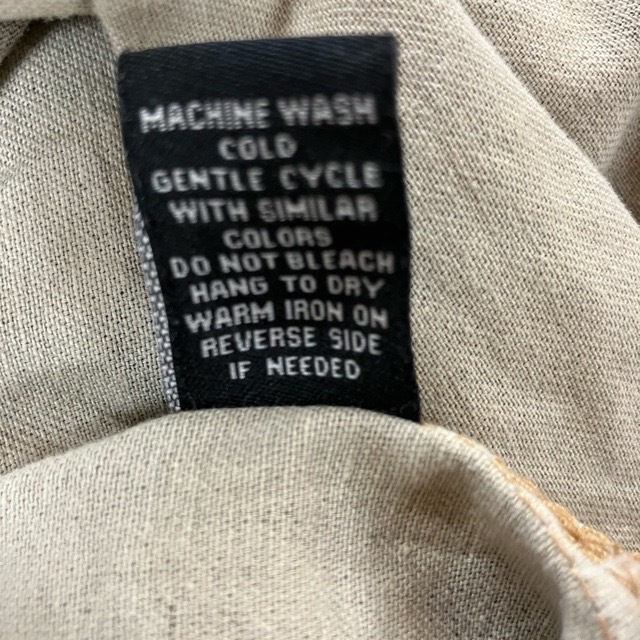 MACHINE WASH
COLD
GENTLE CYCLE
WITH SIMILAR
COLORS
DO NOT BLEACH
HANG TO DRY
WARM IRON ON
REVERSE SIDE
IF NEEDED